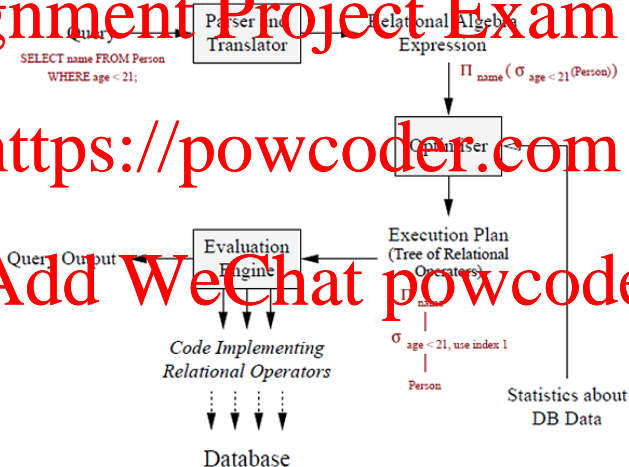 gnment Project Exam
Query
Parser and
Translator
Relational Algebra
Expression
SELECT name FROM Person
WHERE age < 21;
Π name ( σ age < 21 (Person))
https://powcoder.com
Optimiser
Query Output
Evaluation
Engine
Execution Plan
(Tree of Relational
Operators)
Add WeChat powcode
Π name
σ age < 21, use index 1
Person
Code Implementing
Relational Operators
Statistics about
DB Data
Database